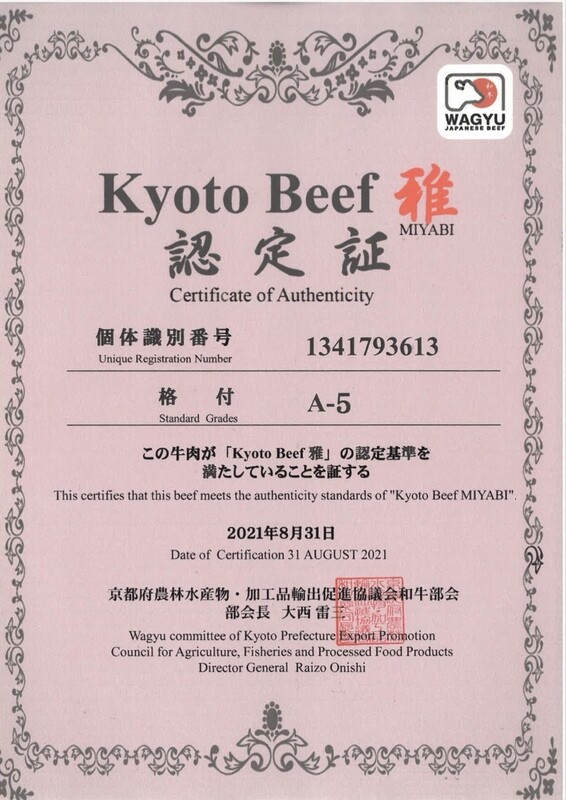 WAGYU
JAPANESE BEEF
Kyoto Beef 雅
MIYABI
認定証
Certificate of Authenticity
個体識別番号 1341793613
Unique Registration Number
格付 A-5
Standard Grades
この牛肉が「Kyoto Beef 雅」の認定基準を
満たしていることを証する
This certifies that this beef meets the authenticity standards of "Kyoto Beef MIYABI".
2021年8月31日
Date of Certification 31 AUGUST 2021
京都府農林水産物・加工品輸出促進協議会和牛部会
部会長 大西雷三
Wagyu committee of Kyoto Prefecture Export Promotion
Council for Agriculture, Fisheries and Processed Food Products
Director General Raizo Onishi